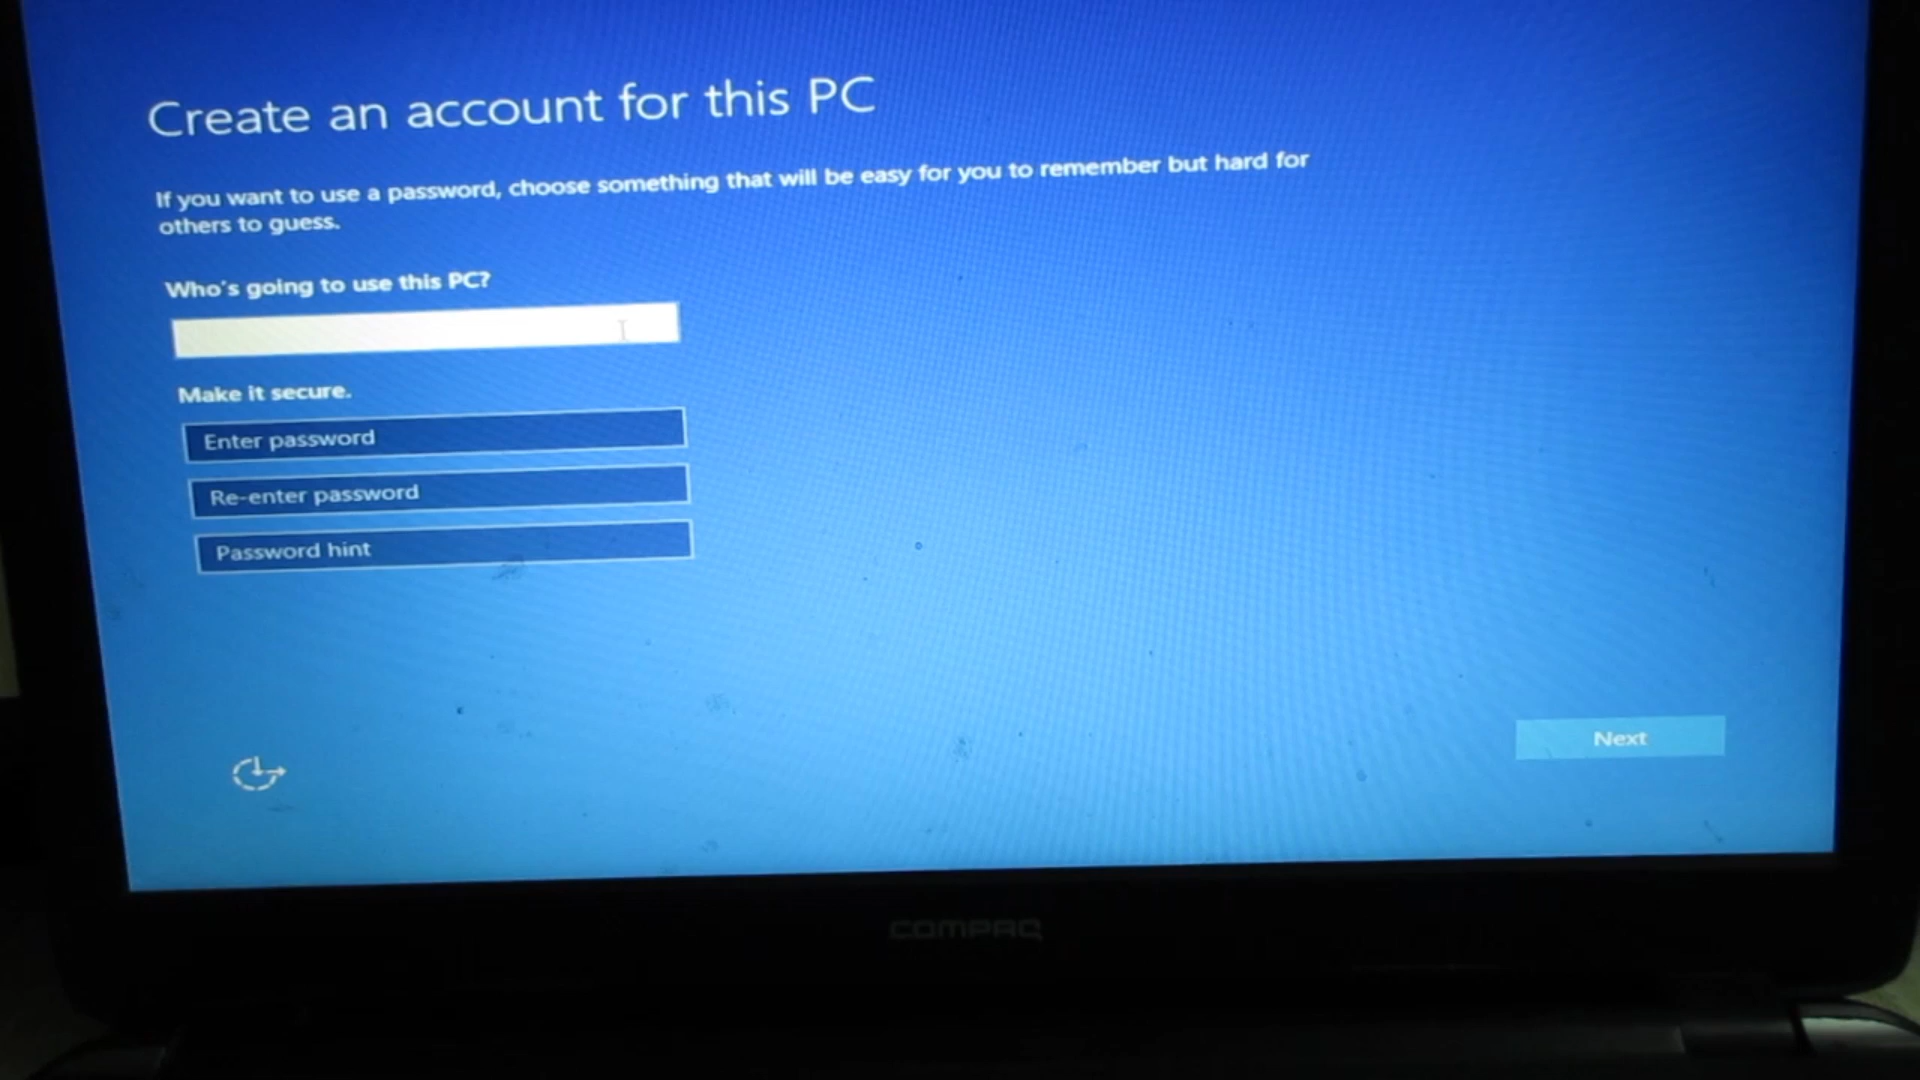 Create an account for this PC
If you want to use a password, choose something that will be easy for you to remember but hard for
others to guess.
Who's going to use this PC?
Make it secure.
Enter password
Re-enter password
Password hint
Next
COMPAQ